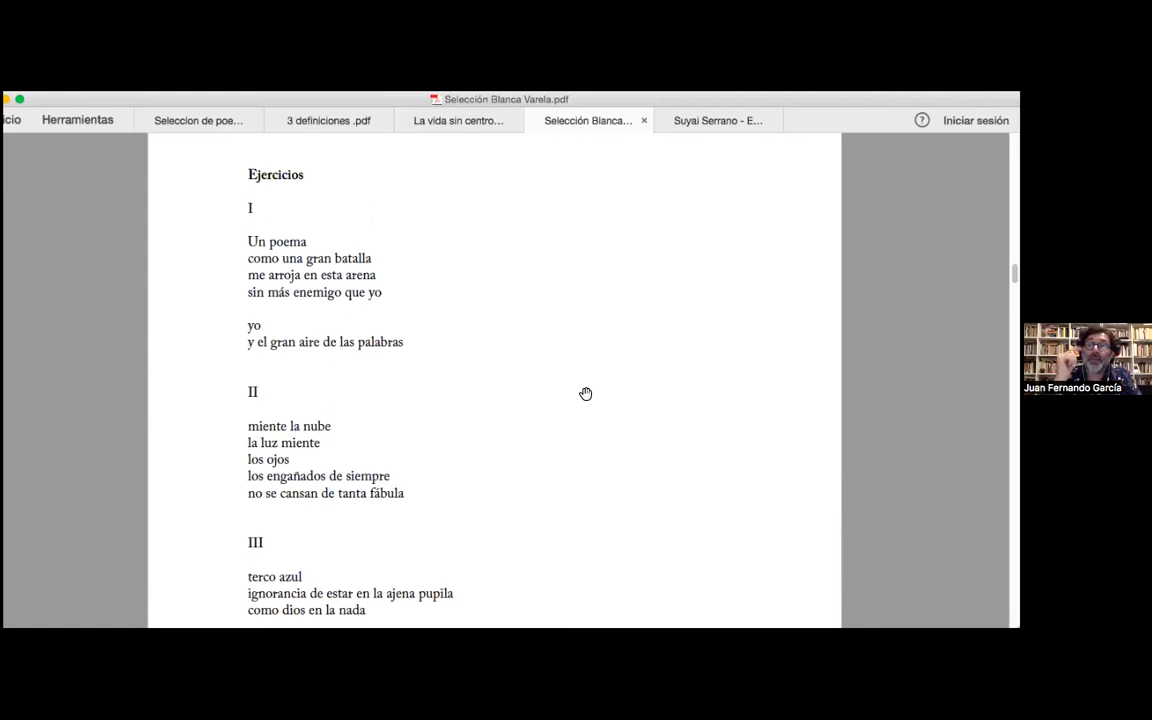 Selección Blanca Varela.pdf
icio Herramientas Seleccion de poe... 3 definiciones .pdf La vida sin centro... Selección Blanca... × Suyai Serrano - E... ? Iniciar sesión
Ejercicios
I
Un poema
como una gran batalla
me arroja en esta arena
sin más enemigo que yo
yo
y el gran aire de las palabras
II
miente la nube
la luz miente
los ojos
los engañados de siempre
no se cansan de tanta fábula
III
terco azul
ignorancia de estar en la ajena pupila
como dios en la nada
Juan Fernando García